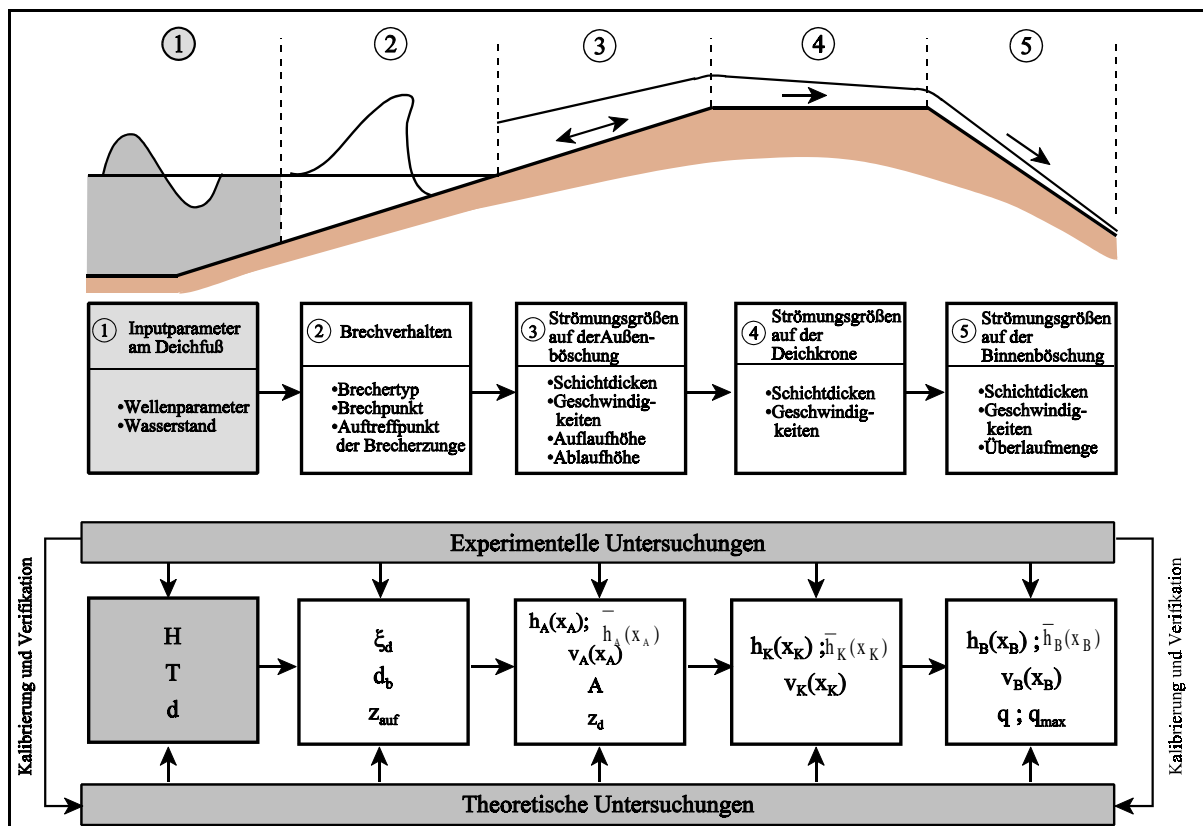 1
2
3
4
5
1 Inputparameter
am Deichfuß
•Wellenparameter
•Wasserstand
2 Brechverhalten
•Brechertyp
•Brechpunkt
•Auftreffpunkt
der Brecherzunge
3 Strömungsgrößen
auf derAußen-
böschung
•Schichtdicken
•Geschwindig-
keiten
•Auflaufhöhe
•Ablaufhöhe
4 Strömungsgrößen
auf der
Deichkrone
•Schichtdicken
•Geschwindig-
keiten
5 Strömungsgrößen
auf der
Binnenböschung
•Schichtdicken
•Geschwindig-
keiten
•Überlaufmenge
Kalibrierung und Verifikation
Experimentelle Untersuchungen
Kalibrierung und Verifikation
H
T
d
ξd
db
zauf
hA(xA); h̅A(xA)
vA(xA)
A
zd
hK(xK) ; h̅K(xK)
vK(xK)
hB(xB) ; h̅B(xB)
vB(xB)
q ; qmax
Theoretische Untersuchungen